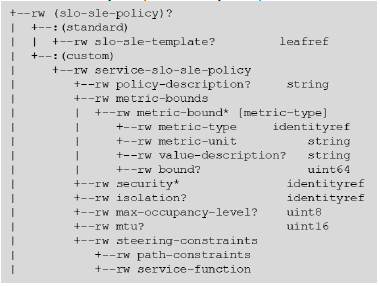 +--rw (slo-sle-policy)?
|  +--:(standard)
|  |  +--rw slo-sle-template?         leafref
|  +--:(custom)
|     +--rw service-slo-sle-policy
|        +--rw policy-description?    string
|        +--rw metric-bounds
|        |  +--rw metric-bound* [metric-type]
|        |     +--rw metric-type     identityref
|        |     +--rw metric-unit          string
|        |     +--rw value-description?   string
|        |     +--rw bound?               uint64
|        +--rw security*              identityref
|        +--rw isolation?             identityref
|        +--rw max-occupancy-level?   uint8
|        +--rw mtu?                   uint16
|        +--rw steering-constraints
|           +--rw path-constraints
|           +--rw service-function